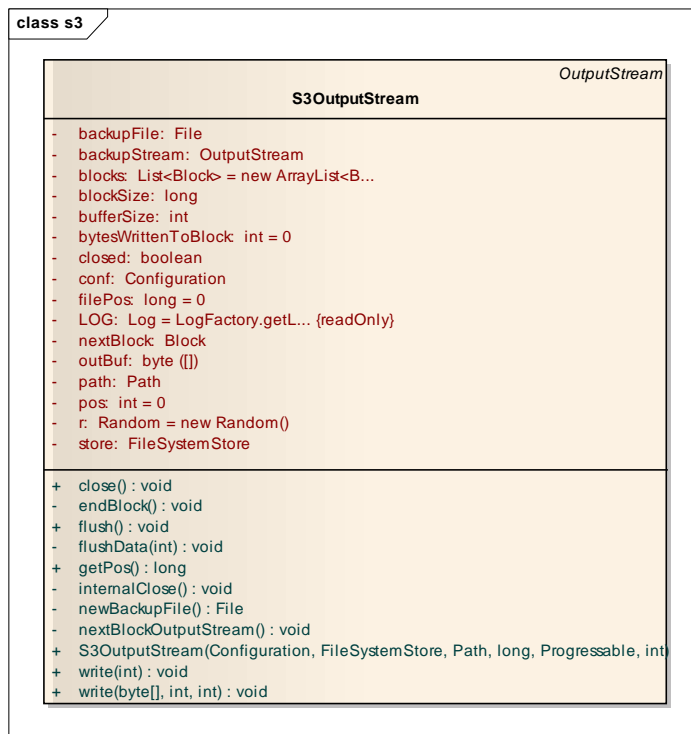 class s3
OutputStream
S3OutputStream
- backupFile: File
- backupStream: OutputStream
- blocks: List<Block> = new ArrayList<B...
- blockSize: long
- bufferSize: int
- bytesWrittenToBlock: int = 0
- closed: boolean
- conf: Configuration
- filePos: long = 0
- LOG: Log = LogFactory.getL... {readOnly}
- nextBlock: Block
- outBuf: byte ([])
- path: Path
- pos: int = 0
- r: Random = new Random()
- store: FileSystemStore
+ close() : void
- endBlock() : void
+ flush() : void
- flushData(int) : void
+ getPos() : long
- internalClose() : void
- newBackupFile() : File
- nextBlockOutputStream() : void
+ S3OutputStream(Configuration, FileSystemStore, Path, long, Progressable, int)
+ write(int) : void
+ write(byte[], int, int) : void